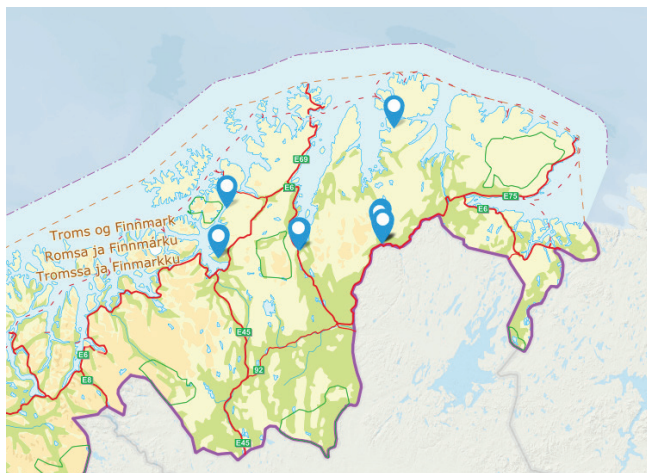 E69
E6
E75
E6
Troms og Finnmark
Romsa ja Finnmárku
Tromssa ja Finmarkku
E45
E6
92
E8
E45